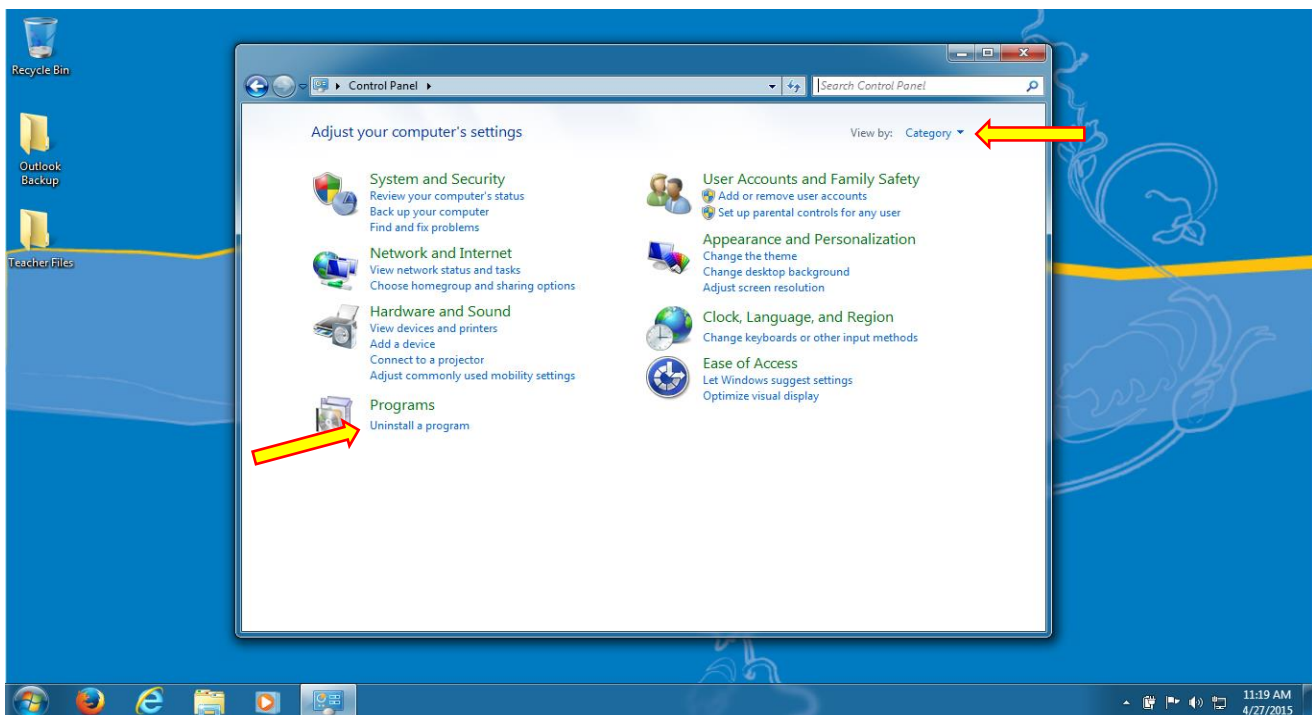 Recycle Bin
Outlook
Backup
Teacher Files
Control Panel
Search Control Panel
Adjust your computer's settings
View by: Category
System and Security
Review your computer's status
Back up your computer
Find and fix problems
Network and Internet
View network status and tasks
Choose homegroup and sharing options
Hardware and Sound
View devices and printers
Add a device
Connect to a projector
Adjust commonly used mobility settings
Programs
Uninstall a program
User Accounts and Family Safety
Add or remove user accounts
Set up parental controls for any user
Appearance and Personalization
Change the theme
Change desktop background
Adjust screen resolution
Clock, Language, and Region
Change keyboards or other input methods
Ease of Access
Let Windows suggest settings
Optimize visual display
11:19 AM
4/27/2015